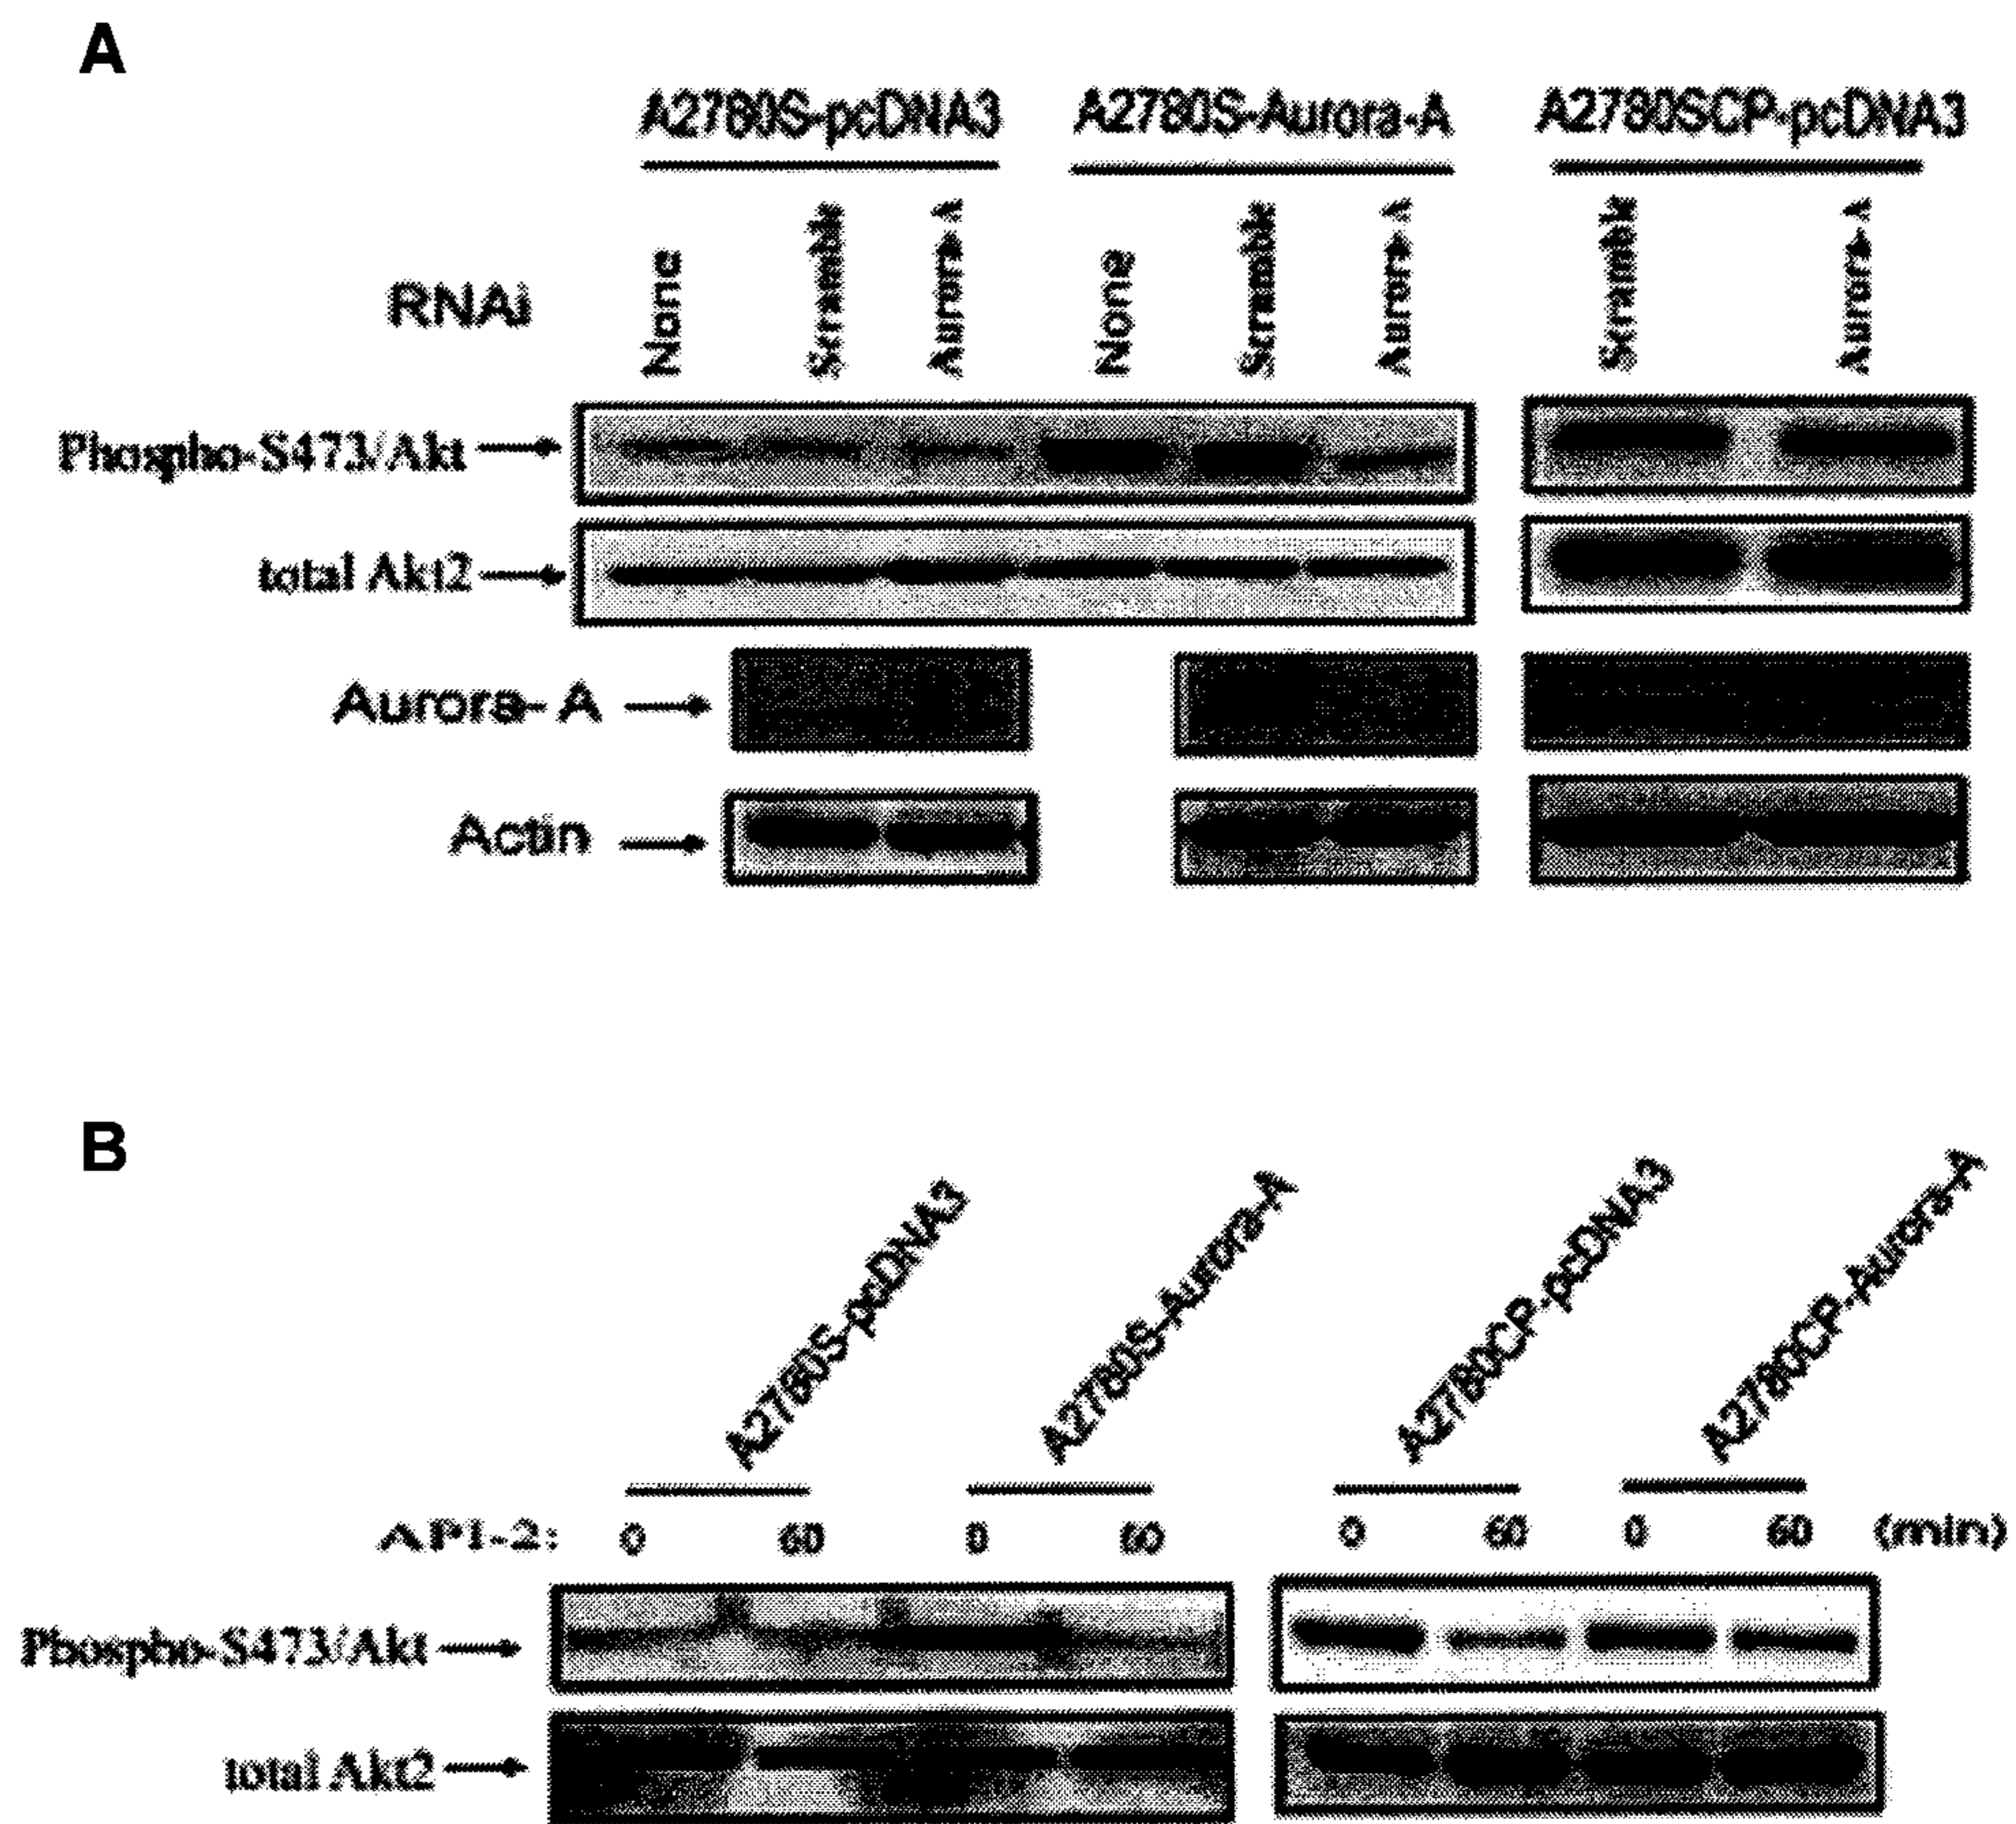 A
A2780S-pcDNA3 A2780S-Aurora-A A2780SCP-pcDNA3
RNAi None Scramble Aurora-A None Scramble Aurora-A Scramble Aurora-A
Phospho-S473/Akt
total Akt2
Aurora-A
Actin
B
A2780S-pcDNA3 A2780S-Aurora-A A2780CP-pcDNA3 A2780CP-Aurora-A
API-2: 0 60 0 60 0 60 0 60 (min)
Phospho-S473/Akt
total Akt2